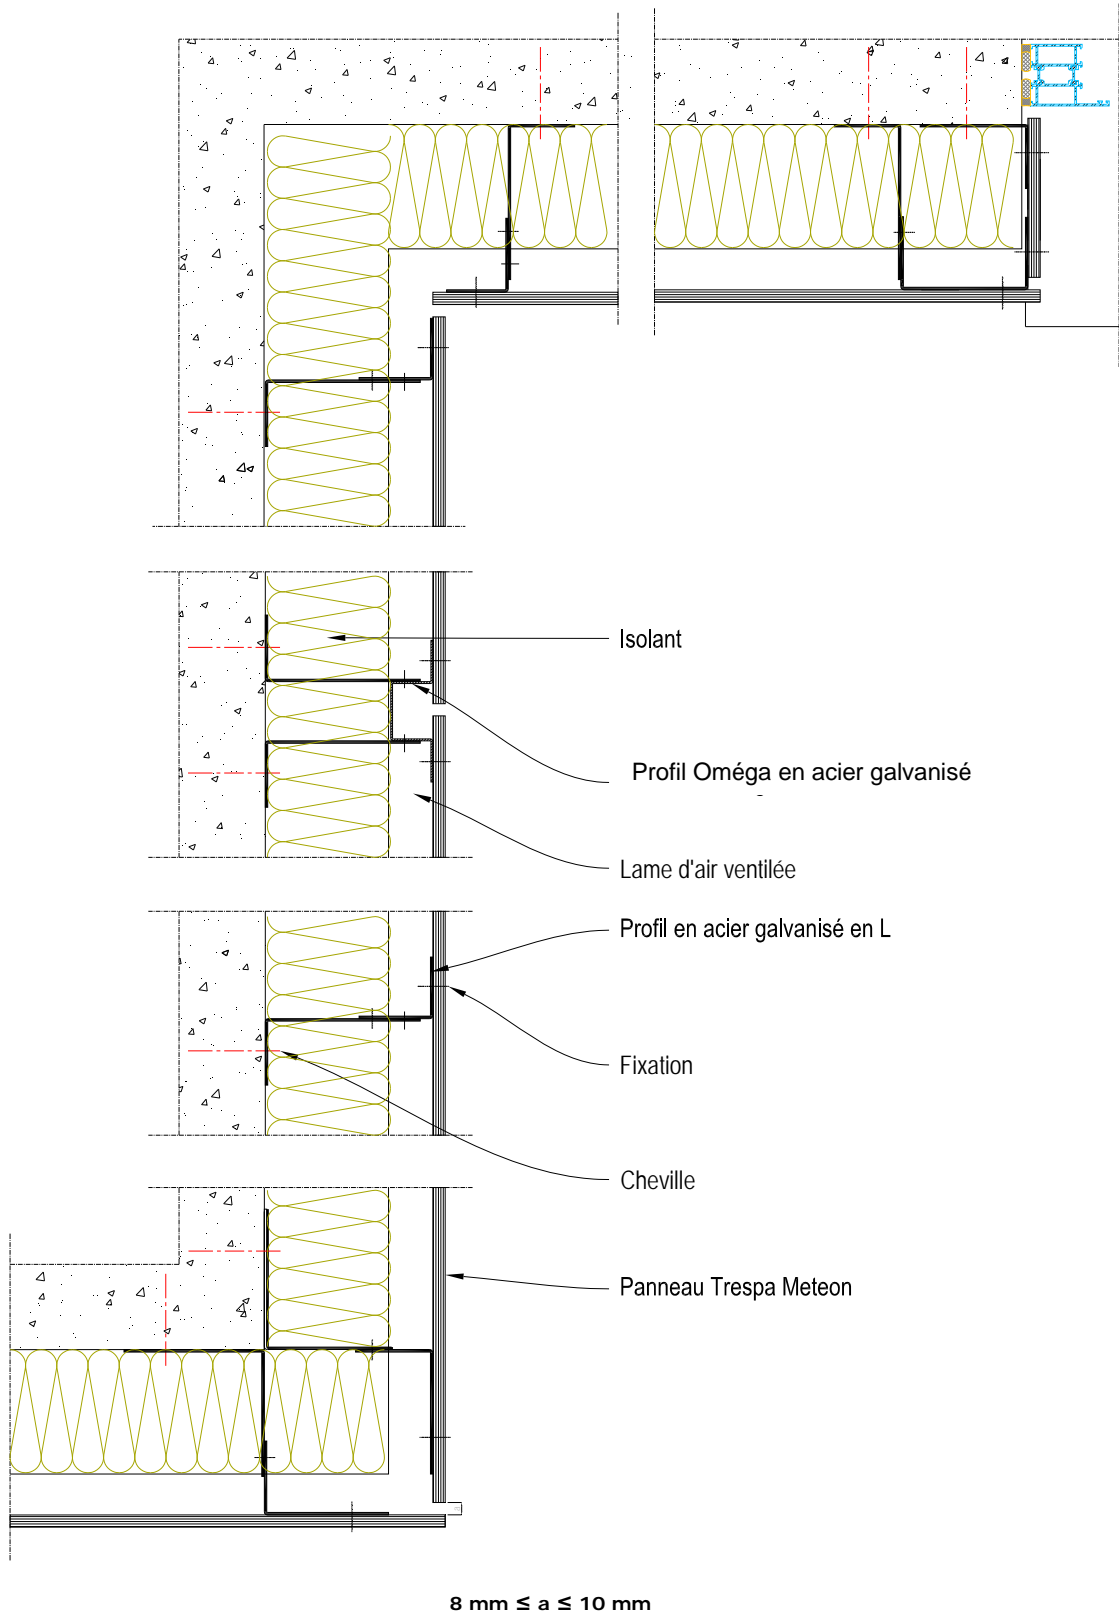 Isolant
Profil Oméga en acier galvanisé
Lame d'air ventilée
Profil en acier galvanisé en L
Fixation
Cheville
Panneau Trespa Meteon
a
8 mm ≤ a ≤ 10 mm